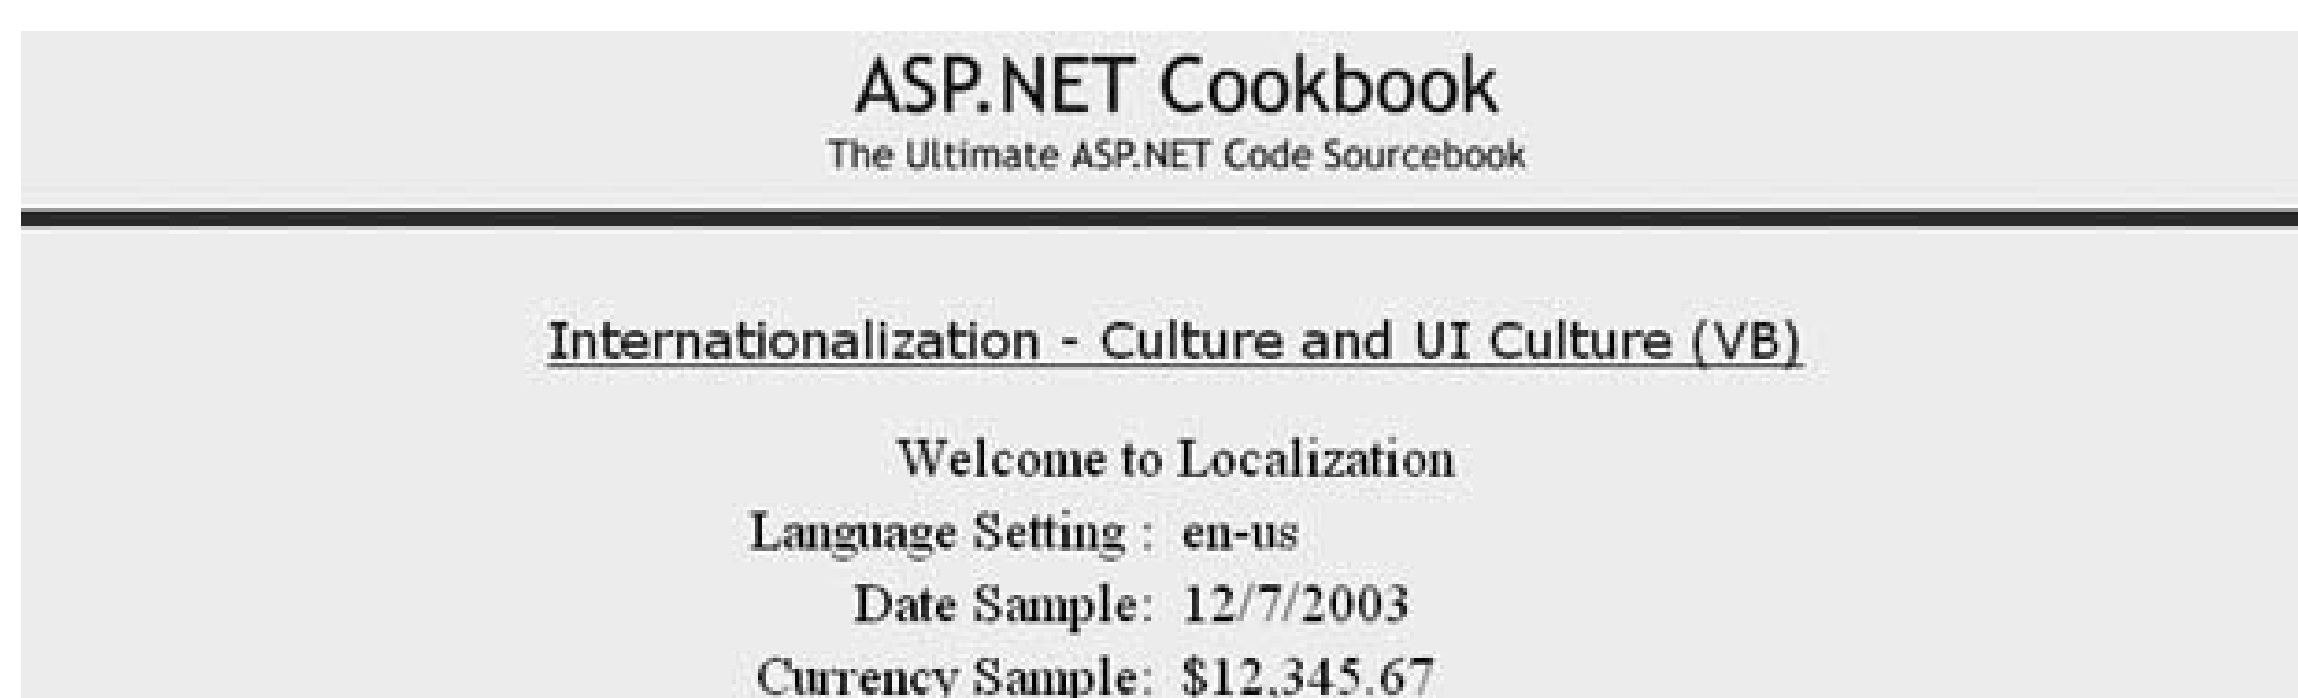 ASP.NET Cookbook
The Ultimate ASP.NET Code Sourcebook
Internationalization - Culture and UI Culture (VB)
Welcome to Localization
Language Setting : en-us
Date Sample: 12/7/2003
Currency Sample: $12,345.67